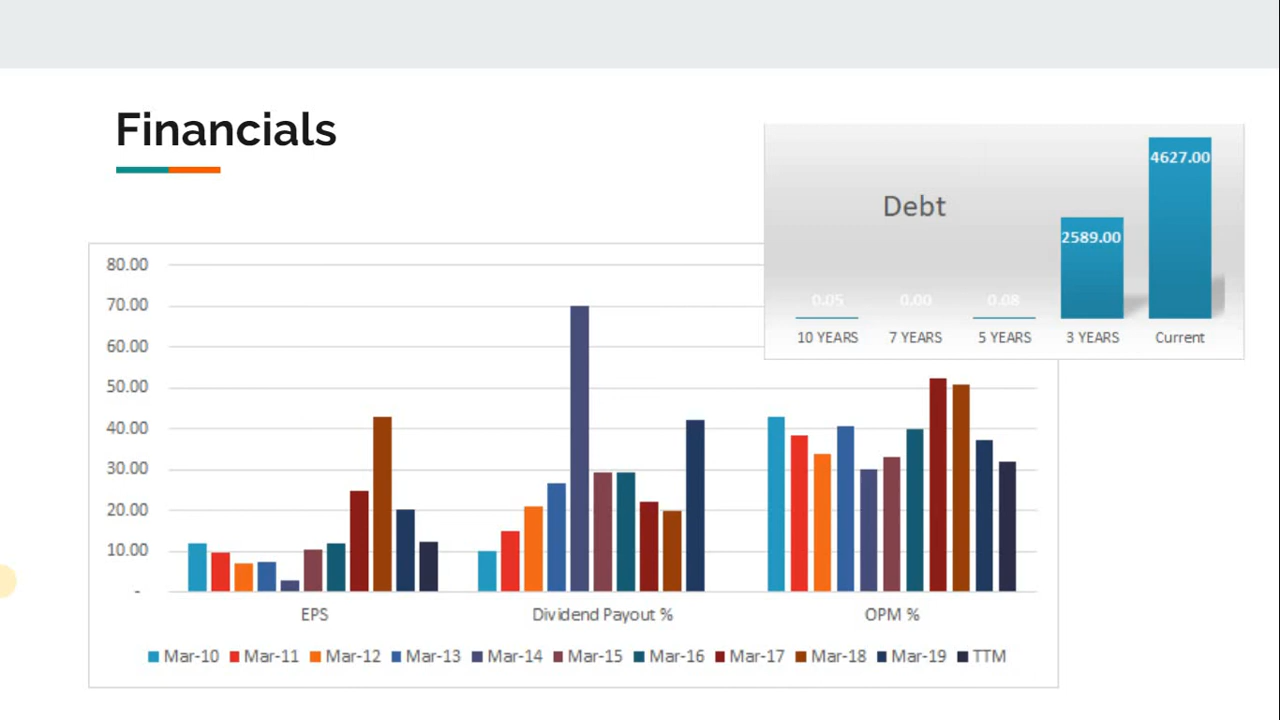 Financials
Debt
4627.00
2589.00
0.05 0.00 0.08
10 YEARS 7 YEARS 5 YEARS 3 YEARS Current
80.00
70.00
60.00
50.00
40.00
30.00
20.00
10.00
-
EPS Dividend Payout % OPM %
Mar-10 Mar-11 Mar-12 Mar-13 Mar-14 Mar-15 Mar-16 Mar-17 Mar-18 Mar-19 TTM